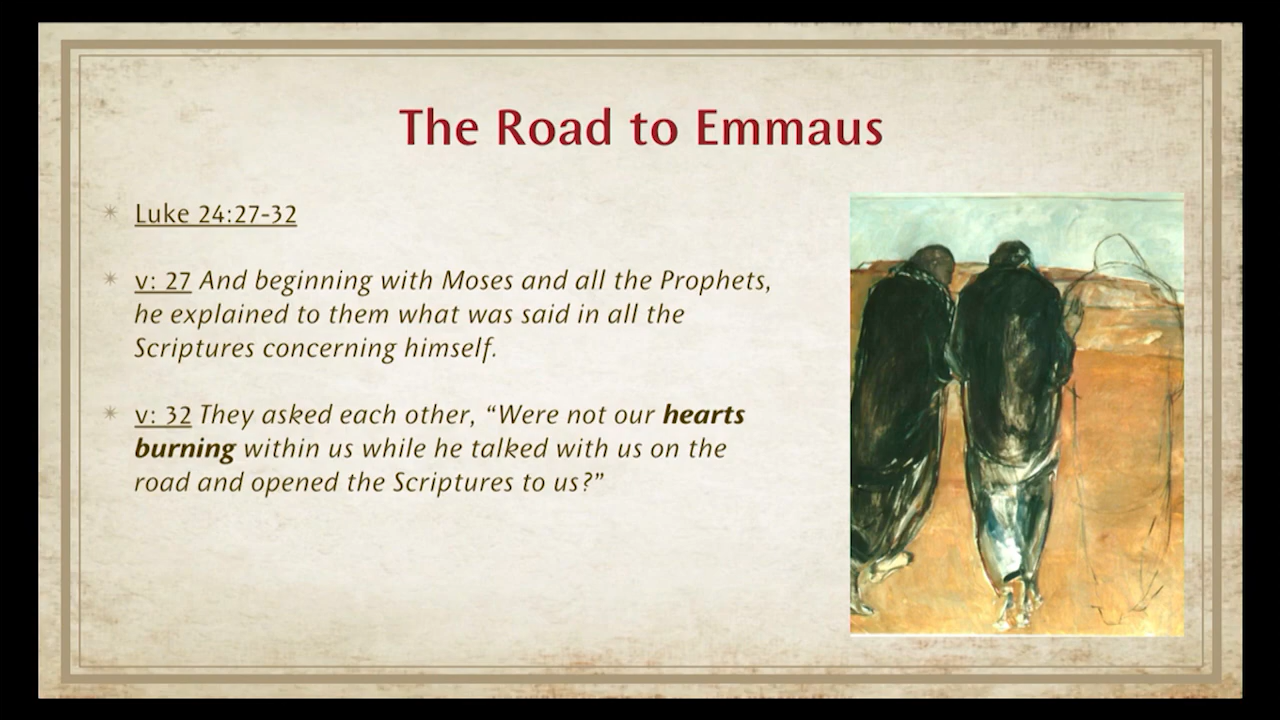 The Road to Emmaus
Luke 24:27-32
v: 27 And beginning with Moses and all the Prophets,
he explained to them what was said in all the
Scriptures concerning himself.
v: 32 They asked each other, “Were not our hearts
burning within us while he talked with us on the
road and opened the Scriptures to us?”